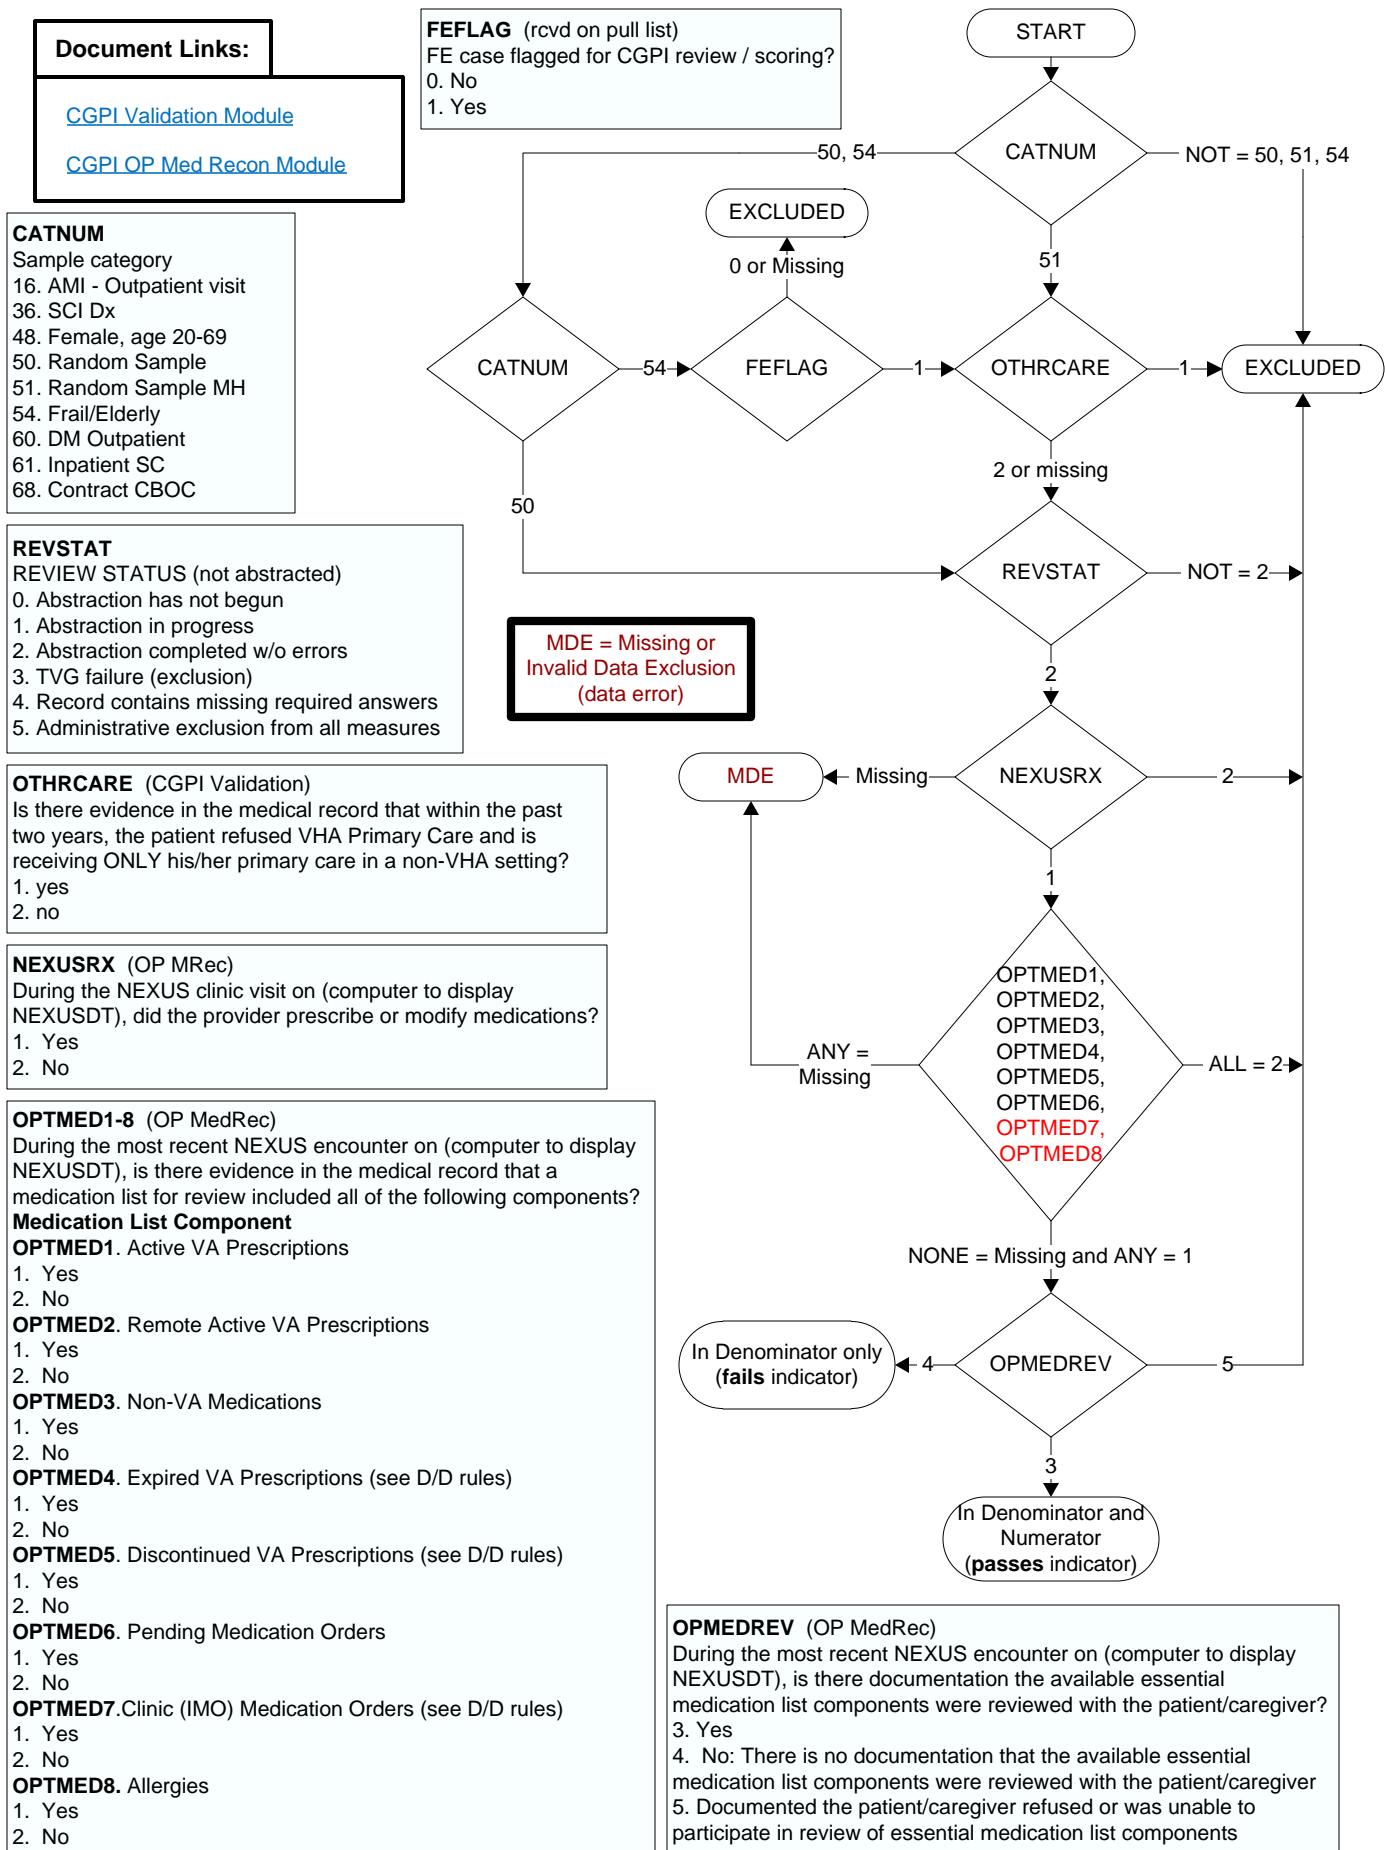 Document Links:
CGPI Validation Module
CGPI OP Med Recon Module
FEFLAG (rcvd on pull list)
FE case flagged for CGPI review / scoring?
0. No
1. Yes
CATNUM
Sample category
16. AMI - Outpatient visit
36. SCI Dx
48. Female, age 20-69
50. Random Sample
51. Random Sample MH
54. Frail/Elderly
60. DM Outpatient
61. Inpatient SC
68. Contract CBOC
REVSTAT
REVIEW STATUS (not abstracted)
0. Abstraction has not begun
1. Abstraction in progress
2. Abstraction completed w/o errors
3. TVG failure (exclusion)
4. Record contains missing required answers
5. Administrative exclusion from all measures
OTHRCARE (CGPI Validation)
Is there evidence in the medical record that within the past
two years, the patient refused VHA Primary Care and is
receiving ONLY his/her primary care in a non-VHA setting?
1. yes
2. no
NEXUSRX (OP MRec)
During the NEXUS clinic visit on (computer to display
NEXUSDT), did the provider prescribe or modify medications?
1. Yes
2. No
OPTMED1-8 (OP MedRec)
During the most recent NEXUS encounter on (computer to display
NEXUSDT), is there evidence in the medical record that a
medication list for review included all of the following components?
Medication List Component
OPTMED1. Active VA Prescriptions
1. Yes
2. No
OPTMED2. Remote Active VA Prescriptions
1. Yes
2. No
OPTMED3. Non-VA Medications
1. Yes
2. No
OPTMED4. Expired VA Prescriptions (see D/D rules)
1. Yes
2. No
OPTMED5. Discontinued VA Prescriptions (see D/D rules)
1. Yes
2. No
OPTMED6. Pending Medication Orders
1. Yes
2. No
OPTMED7.Clinic (IMO) Medication Orders (see D/D rules)
1. Yes
2. No
OPTMED8. Allergies
1. Yes
2. No
START
CATNUM
50, 54
NOT = 50, 51, 54
51
EXCLUDED
0 or Missing
CATNUM
54
FEFLAG
1
OTHRCARE
1
EXCLUDED
2 or missing
50
REVSTAT
NOT = 2
2
MDE = Missing or
Invalid Data Exclusion
(data error)
MDE
Missing
NEXUSRX
2
1
OPTMED1,
OPTMED2,
OPTMED3,
OPTMED4,
OPTMED5,
OPTMED6,
OPTMED7,
OPTMED8
ANY =
Missing
ALL = 2
NONE = Missing and ANY = 1
In Denominator only
(fails indicator)
4
OPMEDREV
5
3
In Denominator and
Numerator
(passes indicator)
OPMEDREV (OP MedRec)
During the most recent NEXUS encounter on (computer to display
NEXUSDT), is there documentation the available essential
medication list components were reviewed with the patient/caregiver?
3. Yes
4. No: There is no documentation that the available essential
medication list components were reviewed with the patient/caregiver
5. Documented the patient/caregiver refused or was unable to
participate in review of essential medication list components